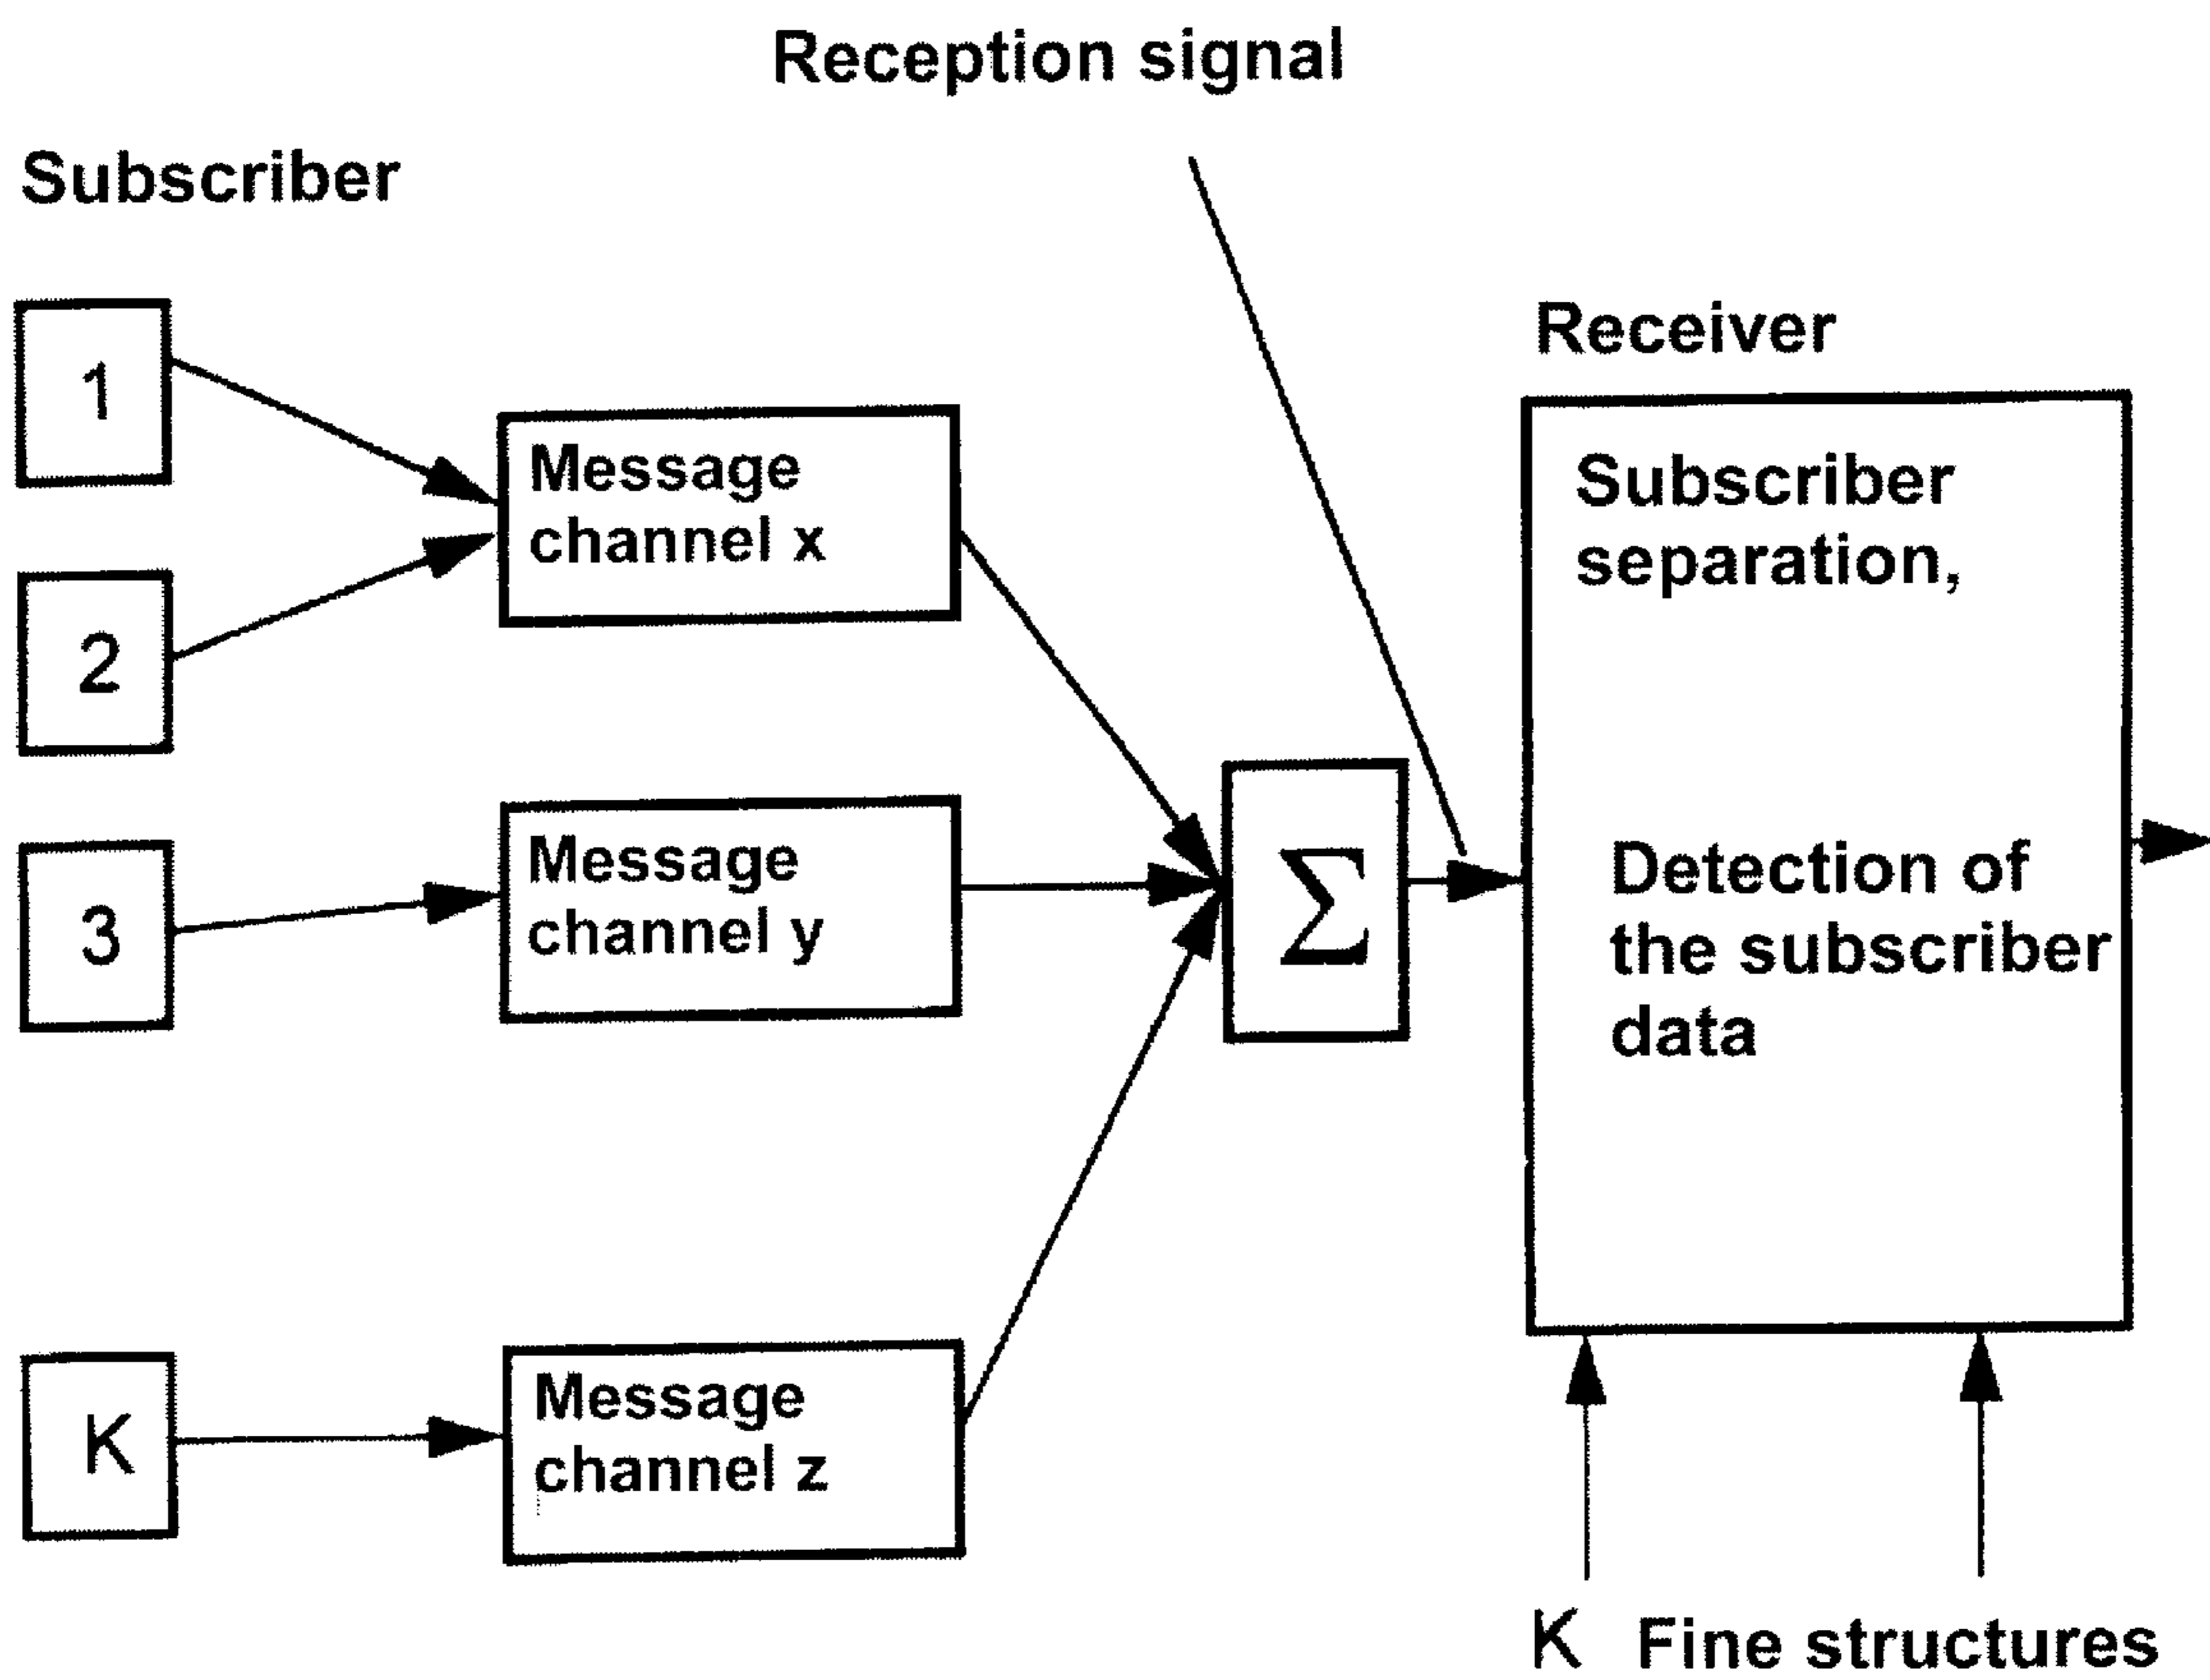 Reception signal
Subscriber
1
2
3
K
Message
channel x
Message
channel y
Message
channel z
Σ
Receiver
Subscriber
separation,
Detection of
the subscriber
data
K Fine structures